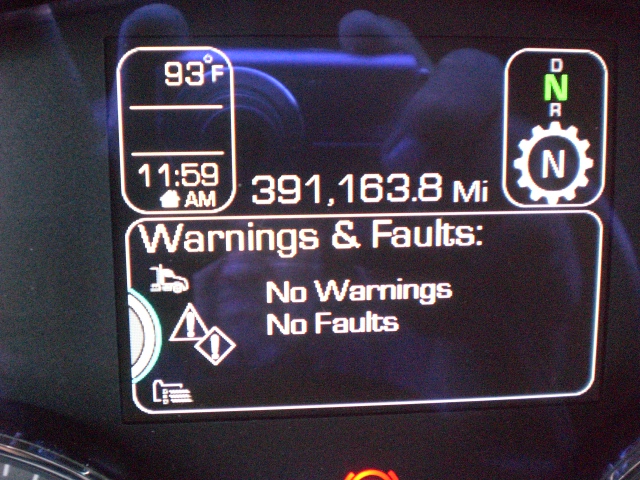 93°F
D
N
R
N
11:59
AM
391,163.8 Mi
Warnings & Faults:
No Warnings
No Faults